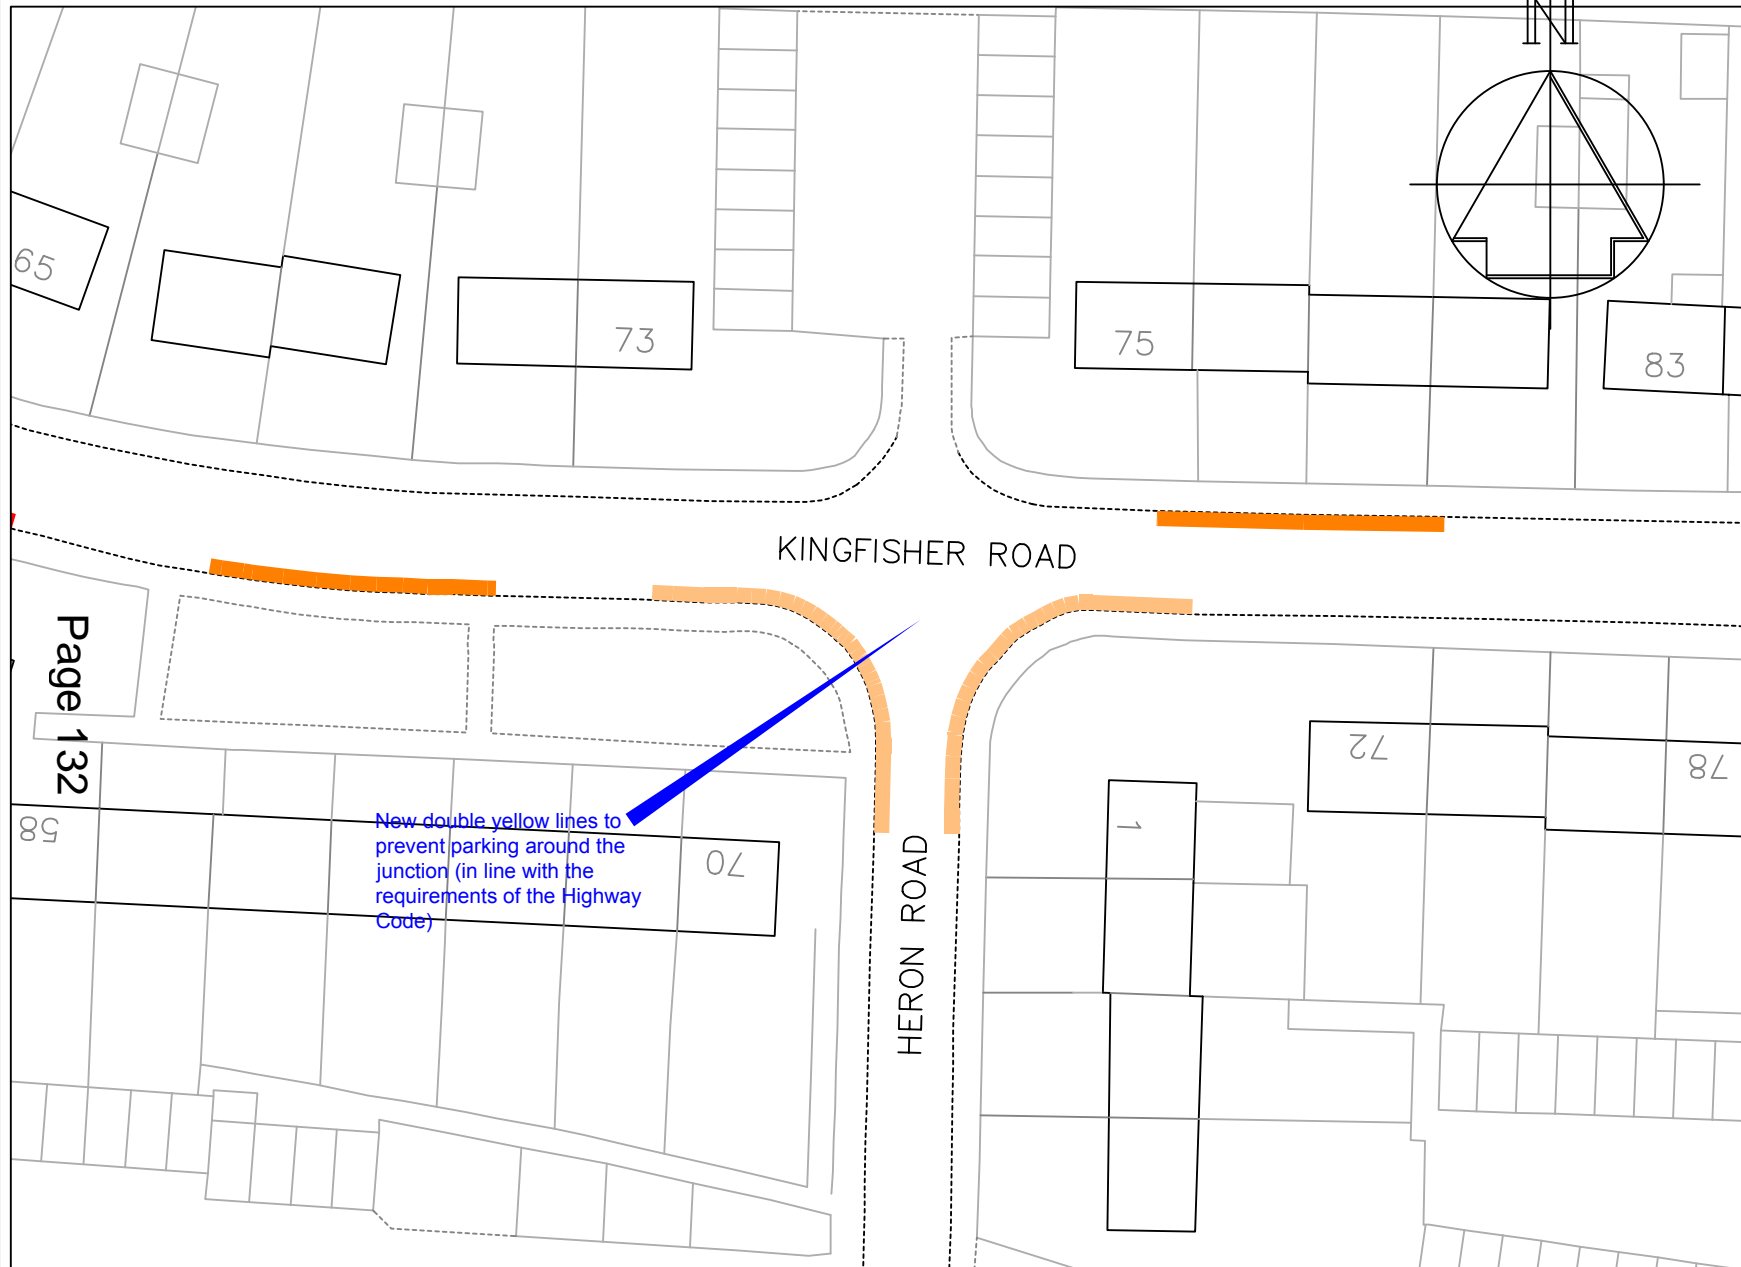 N
65
73
75
83
KINGFISHER ROAD
Page 132
72
78
1
58
70
New double yellow lines to
prevent parking around the
junction (in line with the
requirements of the Highway
Code)
HERON ROAD